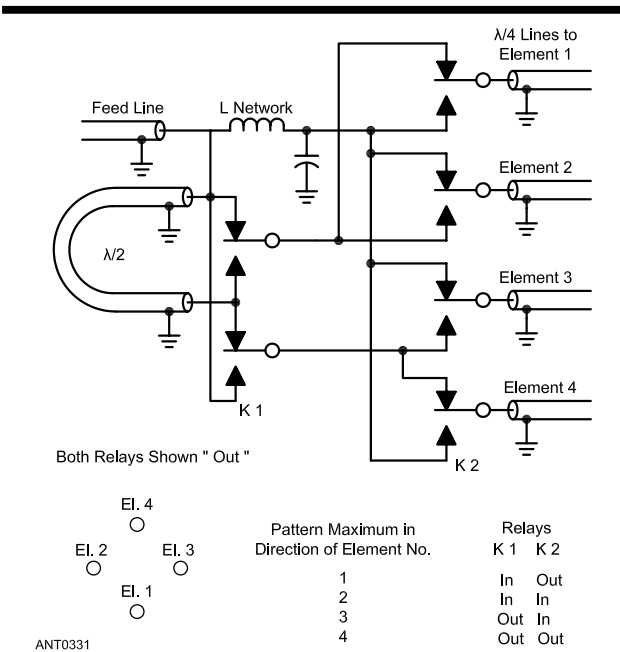 λ/4 Lines to
Element 1
Feed Line
L Network
Element 2
λ/2
Element 3
Element 4
K 1
K 2
Both Relays Shown " Out "
El. 4
El. 2
El. 3
El. 1
Pattern Maximum in
Direction of Element No.
Relays
K 1 K 2
1 In Out
2 In In
3 Out In
4 Out Out
ANT0331